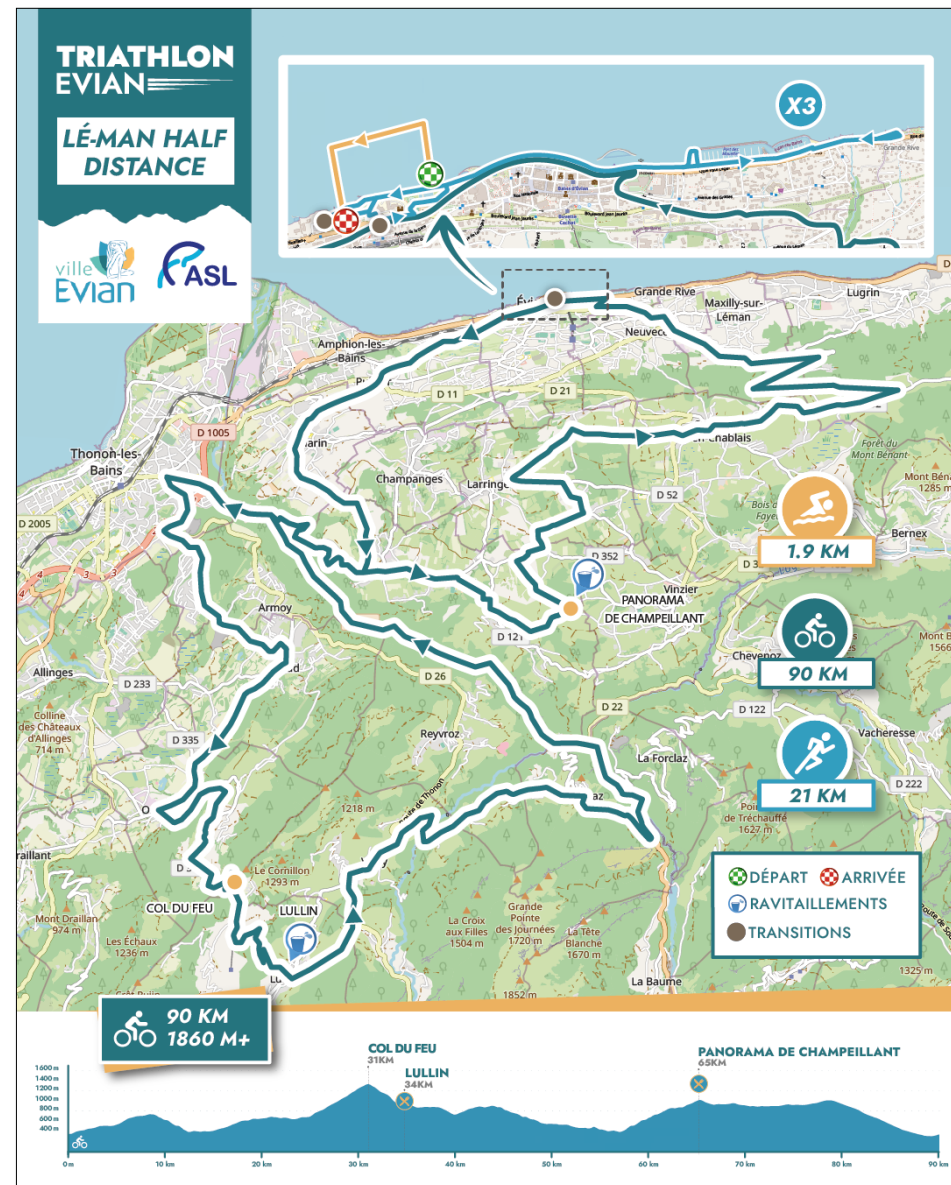 TRIATHLON
EVIAN
LÉ-MAN HALF
DISTANCE
ville
Evian
ASL
X3
Grande Rive
Grande Rive
Maxilly-sur-
Léman
Lugrin
Amphion-les-
Bains
D 11
D 21
D 1005
Thonon-les-
Bains
Champanges
Forêt du
Mont Bénant
1285 m
D 52
D 2005
Bernex
1.9 KM
D 352
Vinzier
PANORAMA
DE CHAMPEILLANT
Armoy
D 121
Chevenoz
90 KM
Allinges
D 233
D 26
D 22
D 122
Colline
des Châteaux
d'Allinges
714 m
D 335
Reyvroz
Vacheresse
La Forclaz
D 222
21 KM
1218 m
de Tréchauffé
1627 m
Le Cornillon
1293 m
DÉPART
ARRIVÉE
COL DU FEU
LULLIN
RAVITAILLEMENTS
Mont Draillan
974 m
Les Échaux
1236 m
La Croix
aux Filles
1504 m
Grande
Pointe
des Journées
1720 m
La Tête
Blanche
1670 m
TRANSITIONS
La Baume
1325 m
1852 m
90 KM
1860 M+
COL DU FEU
31KM
LULLIN
34KM
PANORAMA DE CHAMPEILLANT
65KM
1600 m
1400 m
1200 m
1000 m
800 m
600 m
400 m
0 m
10 km
20 km
30 km
40 km
50 km
60 km
70 km
80 km
90 km